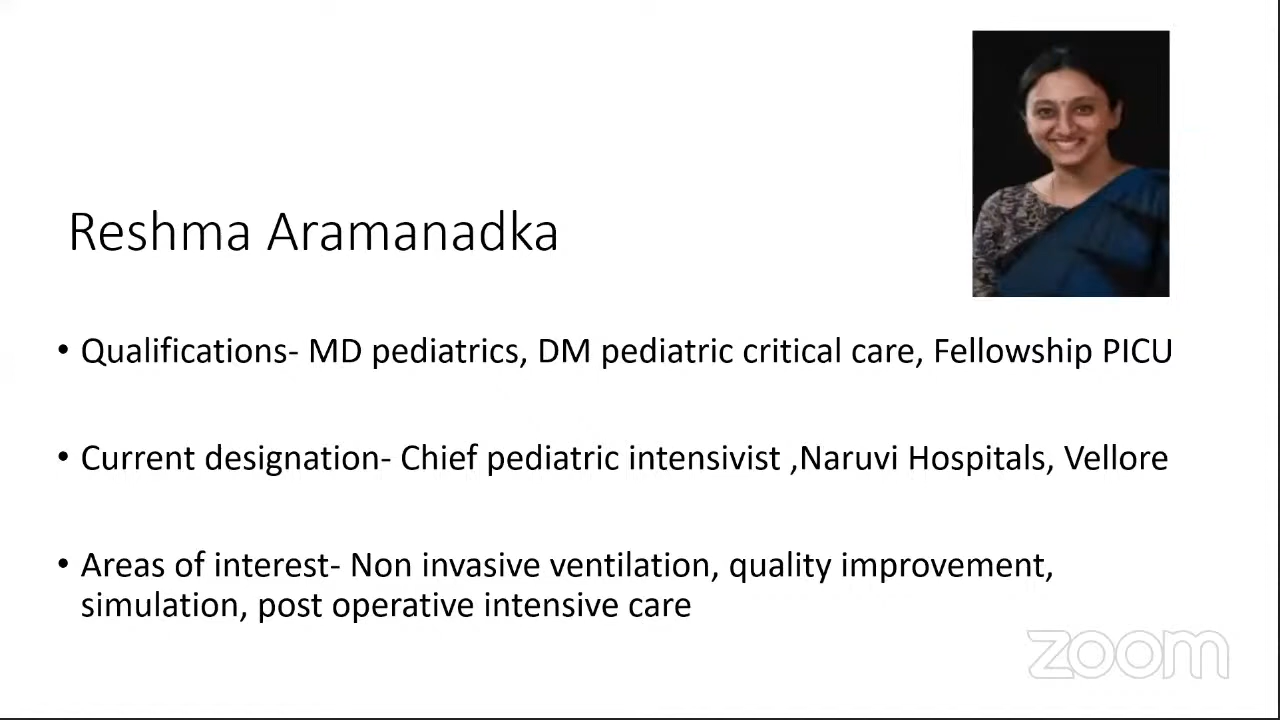 Reshma Aramanadka
• Qualifications- MD pediatrics, DM pediatric critical care, Fellowship PICU
• Current designation- Chief pediatric intensivist ,Naruvi Hospitals, Vellore
• Areas of interest- Non invasive ventilation, quality improvement,
simulation, post operative intensive care
zoom